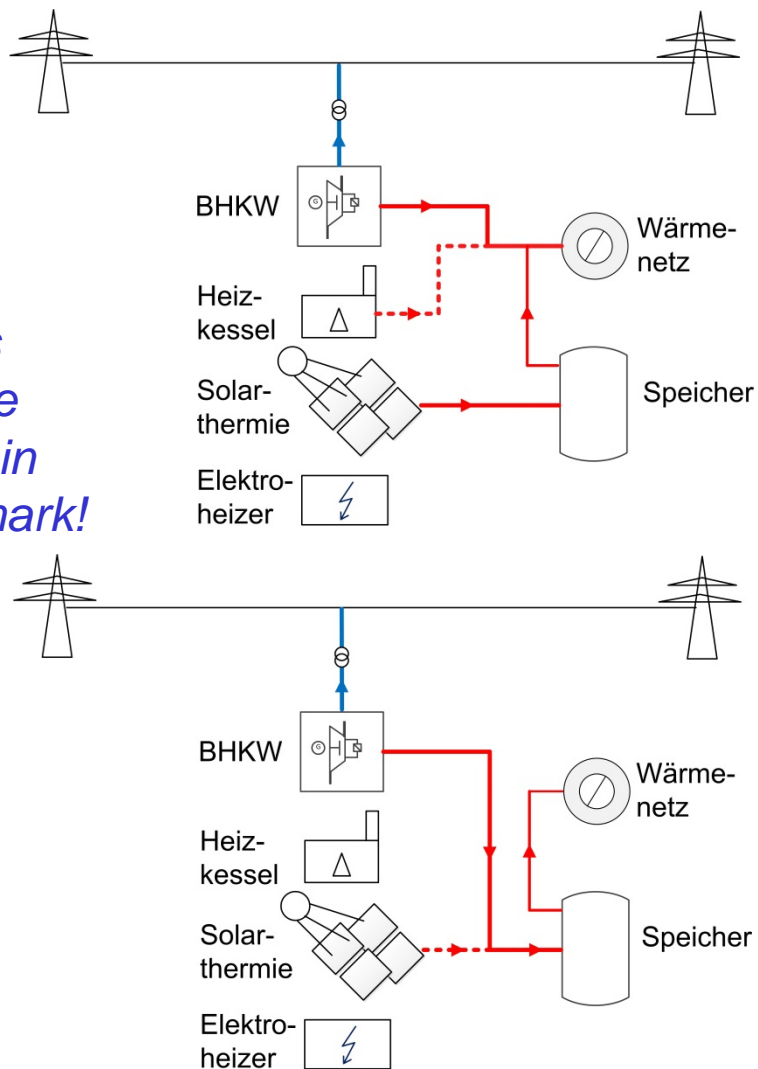 BHKW
G
Wärme-
netz
Heiz-
kessel
Solar-
thermie
Speicher
Elektro-
heizer
in
BHKW
G
Wärme-
netz
Heiz-
kessel
Solar-
thermie
Speicher
Elektro-
heizer